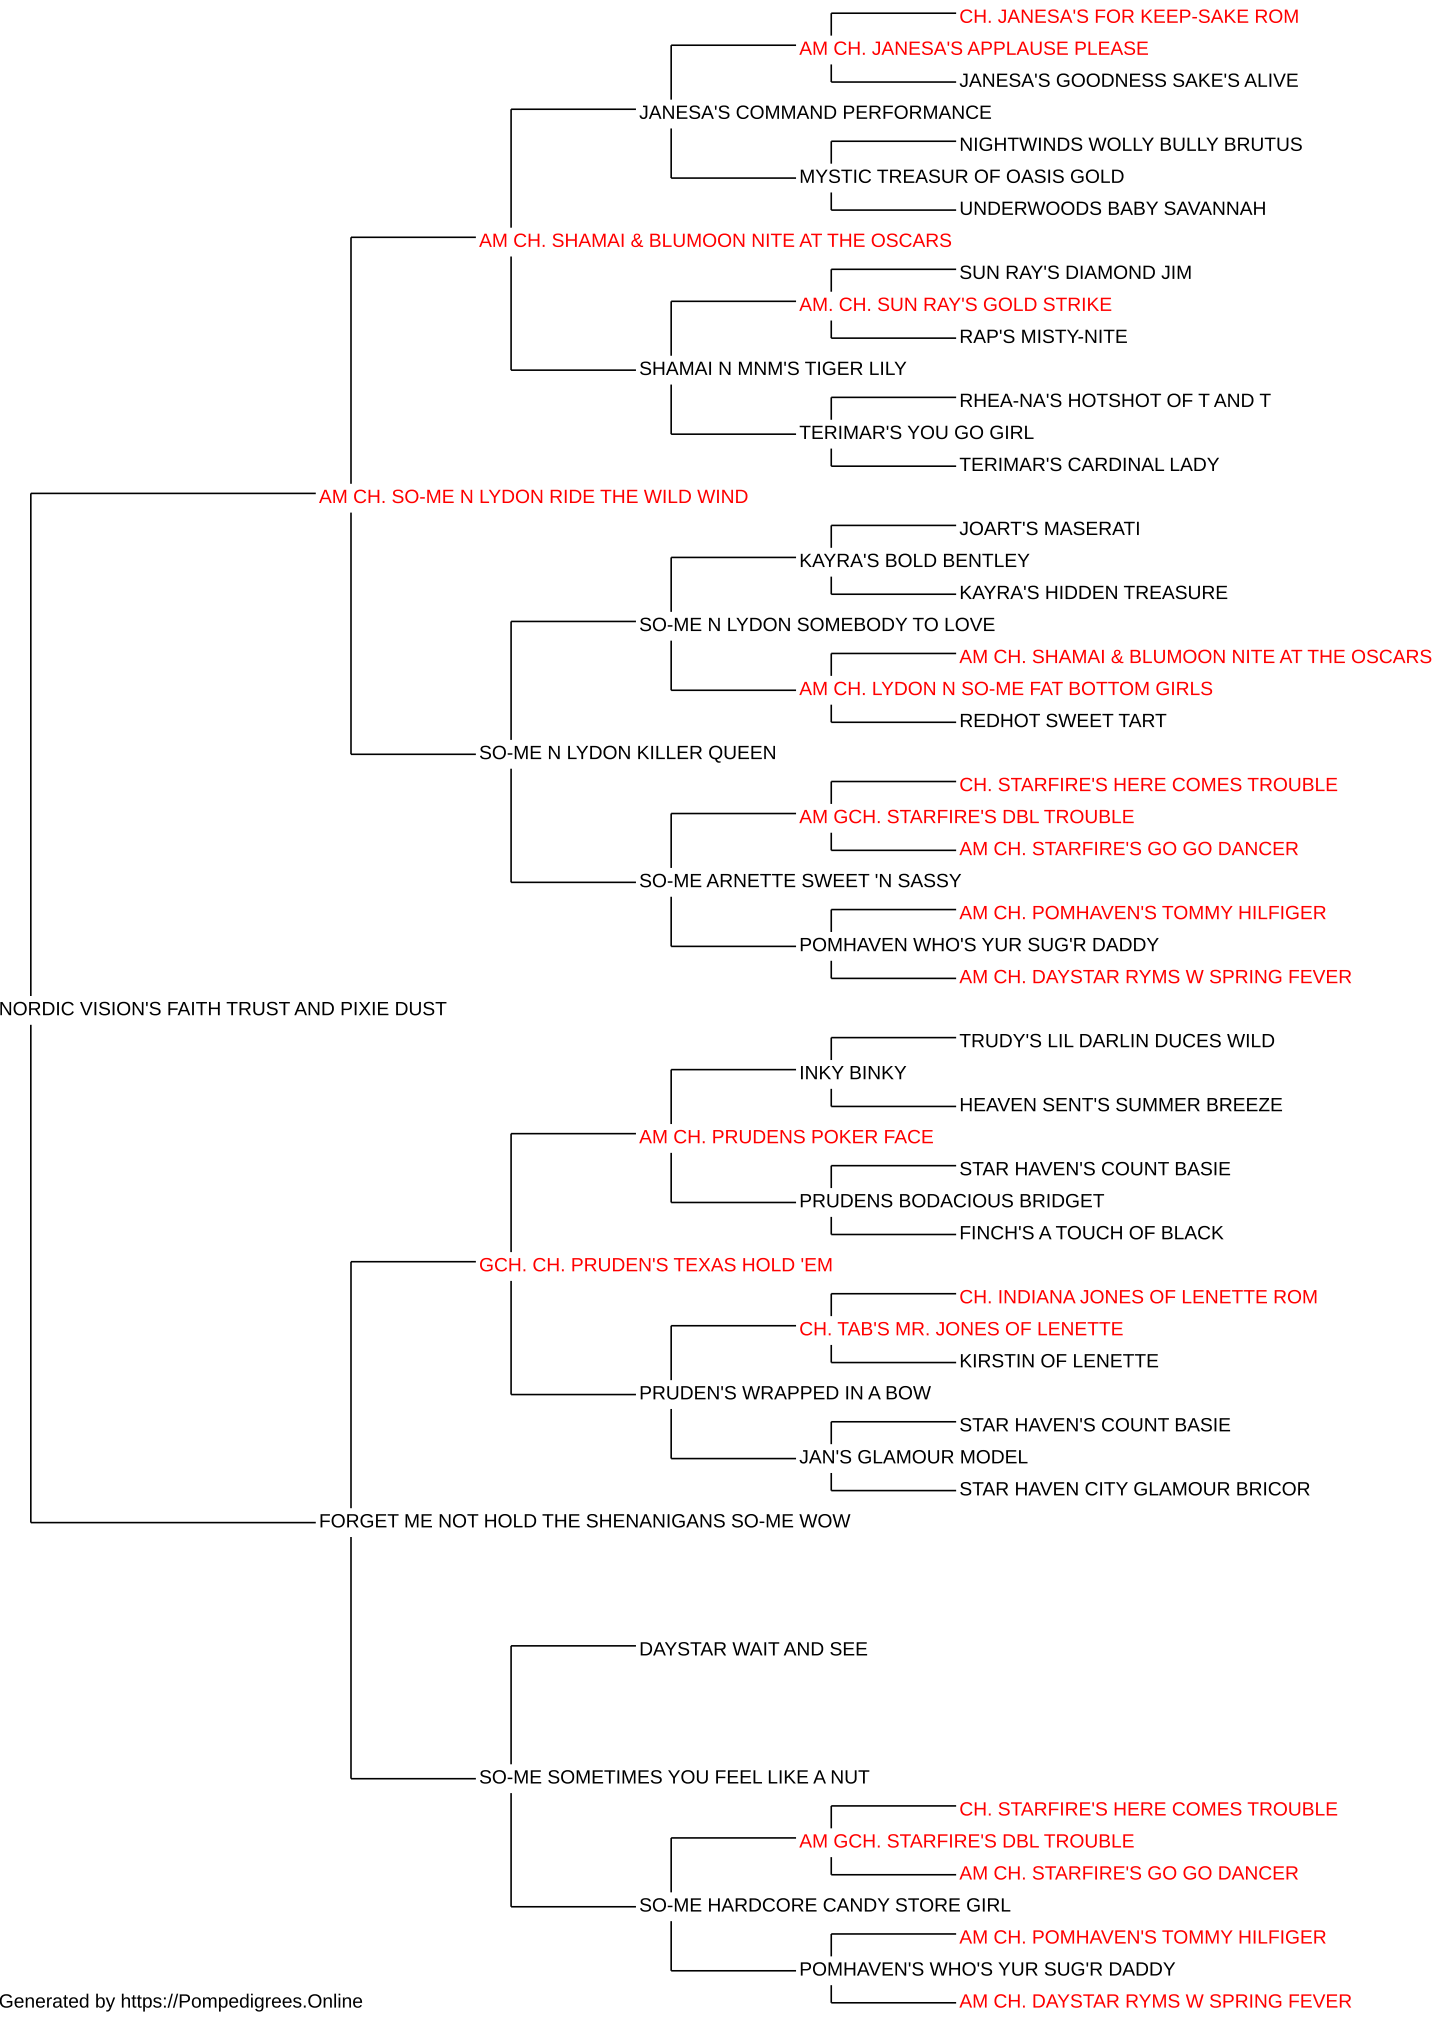 CH. JANESA'S FOR KEEP-SAKE ROM
AM CH. JANESA'S APPLAUSE PLEASE
JANESA'S GOODNESS SAKE'S ALIVE
JANESA'S COMMAND PERFORMANCE
NIGHTWINDS WOLLY BULLY BRUTUS
MYSTIC TREASUR OF OASIS GOLD
UNDERWOODS BABY SAVANNAH
AM CH. SHAMAI & BLUMOON NITE AT THE OSCARS
SUN RAY'S DIAMOND JIM
AM. CH. SUN RAY'S GOLD STRIKE
RAP'S MISTY-NITE
SHAMAI N MNM'S TIGER LILY
RHEA-NA'S HOTSHOT OF T AND T
TERIMAR'S YOU GO GIRL
TERIMAR'S CARDINAL LADY
AM CH. SO-ME N LYDON RIDE THE WILD WIND
JOART'S MASERATI
KAYRA'S BOLD BENTLEY
KAYRA'S HIDDEN TREASURE
SO-ME N LYDON SOMEBODY TO LOVE
AM CH. SHAMAI & BLUMOON NITE AT THE OSCARS
AM CH. LYDON N SO-ME FAT BOTTOM GIRLS
REDHOT SWEET TART
SO-ME N LYDON KILLER QUEEN
CH. STARFIRE'S HERE COMES TROUBLE
AM GCH. STARFIRE'S DBL TROUBLE
AM CH. STARFIRE'S GO GO DANCER
SO-ME ARNETTE SWEET 'N SASSY
AM CH. POMHAVEN'S TOMMY HILFIGER
POMHAVEN WHO'S YUR SUG'R DADDY
AM CH. DAYSTAR RYMS W SPRING FEVER
NORDIC VISION'S FAITH TRUST AND PIXIE DUST
TRUDY'S LIL DARLIN DUCES WILD
INKY BINKY
HEAVEN SENT'S SUMMER BREEZE
AM CH. PRUDENS POKER FACE
STAR HAVEN'S COUNT BASIE
PRUDENS BODACIOUS BRIDGET
FINCH'S A TOUCH OF BLACK
GCH. CH. PRUDEN'S TEXAS HOLD 'EM
CH. INDIANA JONES OF LENETTE ROM
CH. TAB'S MR. JONES OF LENETTE
KIRSTIN OF LENETTE
PRUDEN'S WRAPPED IN A BOW
STAR HAVEN'S COUNT BASIE
JAN'S GLAMOUR MODEL
STAR HAVEN CITY GLAMOUR BRICOR
FORGET ME NOT HOLD THE SHENANIGANS SO-ME WOW
DAYSTAR WAIT AND SEE
SO-ME SOMETIMES YOU FEEL LIKE A NUT
CH. STARFIRE'S HERE COMES TROUBLE
AM GCH. STARFIRE'S DBL TROUBLE
AM CH. STARFIRE'S GO GO DANCER
SO-ME HARDCORE CANDY STORE GIRL
AM CH. POMHAVEN'S TOMMY HILFIGER
POMHAVEN'S WHO'S YUR SUG'R DADDY
AM CH. DAYSTAR RYMS W SPRING FEVER
Generated by https://Pompedigrees.Online